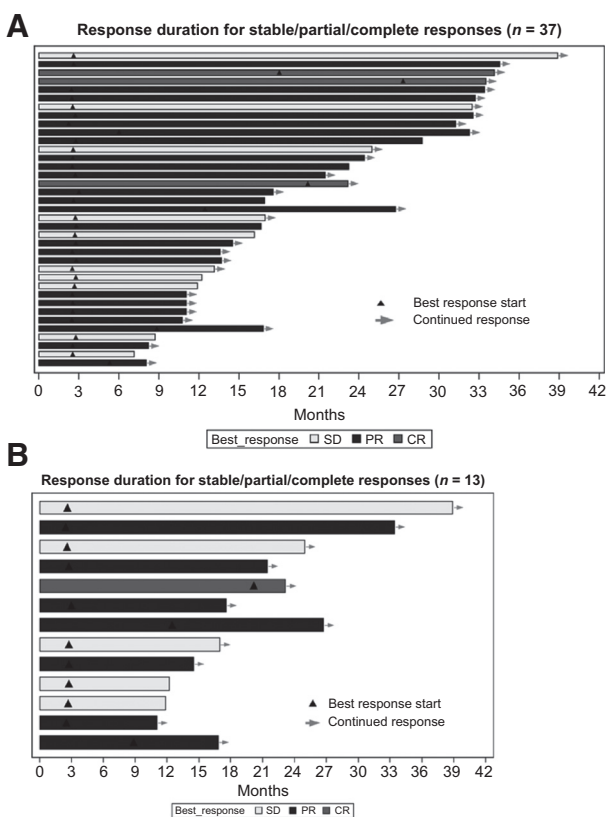 A
Response duration for stable/partial/complete responses (n = 37)
Best response start
Continued response
0 3 6 9 12 15 18 21 24 27 30 33 36 39 42
Months
Best_response SD PR CR
B
Response duration for stable/partial/complete responses (n = 13)
Best response start
Continued response
0 3 6 9 12 15 18 21 24 27 30 33 36 39 42
Months
Best_response SD PR CR